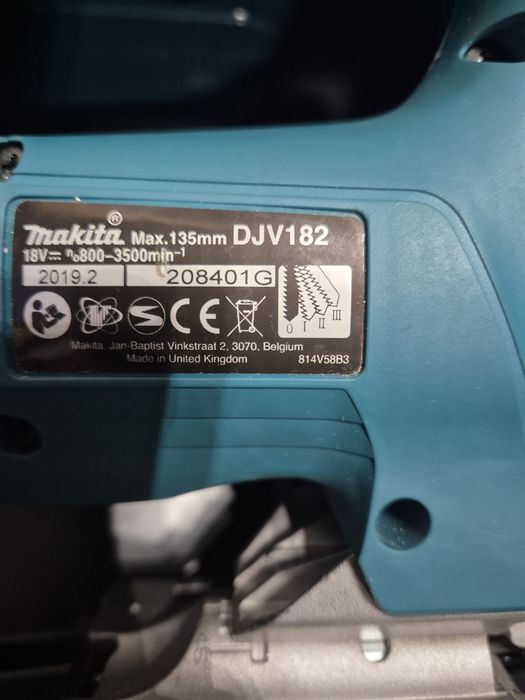 makita® Max.135mm DJV182
18V⎓ n₀800-3500min⁻¹
2019.2 208401G
CE
0 I II III
Makita, Jan-Baptist Vinkstraat 2, 3070, Belgium
Made in United Kingdom 814V58B3